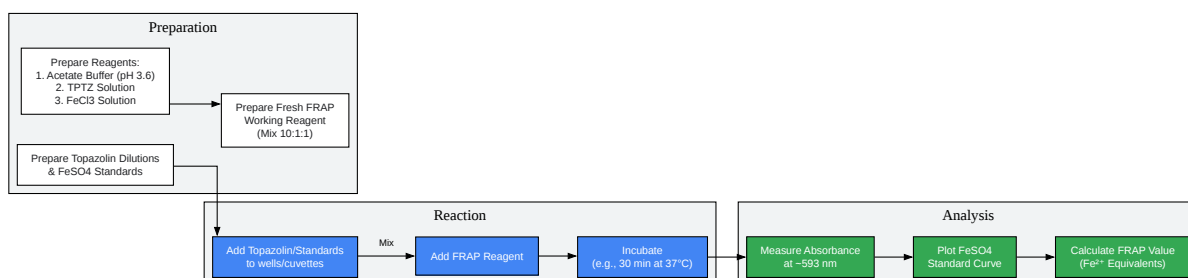 Preparation
Prepare Reagents:
1. Acetate Buffer (pH 3.6)
2. TPTZ Solution
3. FeCl3 Solution
Prepare Fresh FRAP
Working Reagent
(Mix 10:1:1)
Prepare Topazolin Dilutions
& FeSO4 Standards
Reaction
Add Topazolin/Standards
to wells/cuvettes
Mix
Add FRAP Reagent
Incubate
(e.g., 30 min at 37°C)
Analysis
Measure Absorbance
at ~593 nm
Plot FeSO4
Standard Curve
Calculate FRAP Value
(Fe²⁺ Equivalents)